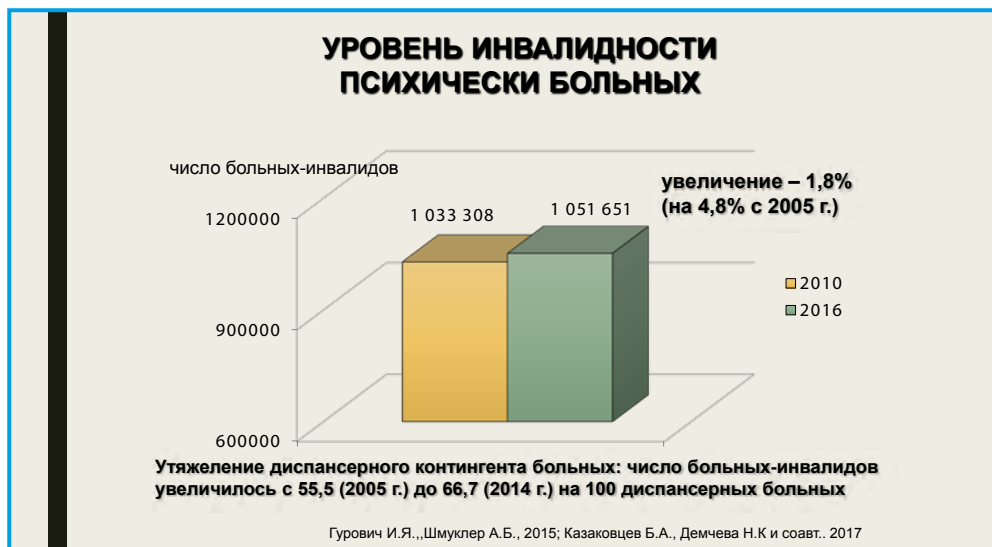 УРОВЕНЬ ИНВАЛИДНОСТИ
ПСИХИЧЕСКИ БОЛЬНЫХ
число больных-инвалидов
увеличение – 1,8%
(на 4,8% с 2005 г.)
1200000
900000
600000
1 033 308
1 051 651
2010
2016
Утяжеление диспансерного контингента больных: число больных-инвалидов
увеличилось с 55,5 (2005 г.) до 66,7 (2014 г.) на 100 диспансерных больных
Гурович И.Я.,,Шмуклер А.Б., 2015; Казаковцев Б.А., Демчева Н.К и соавт.. 2017